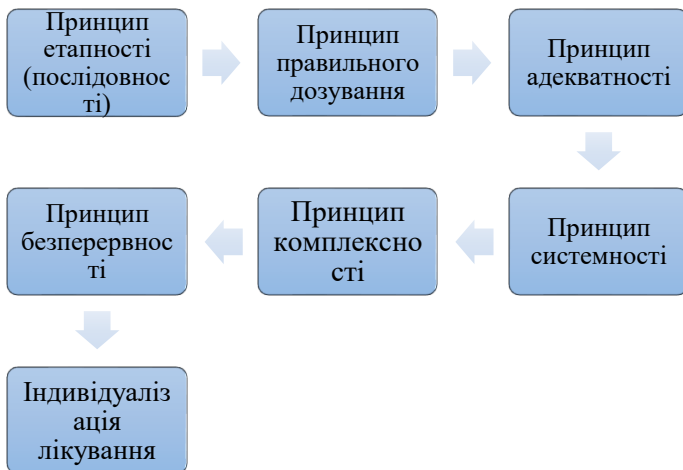 Принцип
етапності
(послідовнос
ті)
Принцип
правильного
дозування
Принцип
адекватності
Принцип
системності
Принцип
комплексно
сті
Принцип
безперервнос
ті
Індивідуаліз
ація
лікування